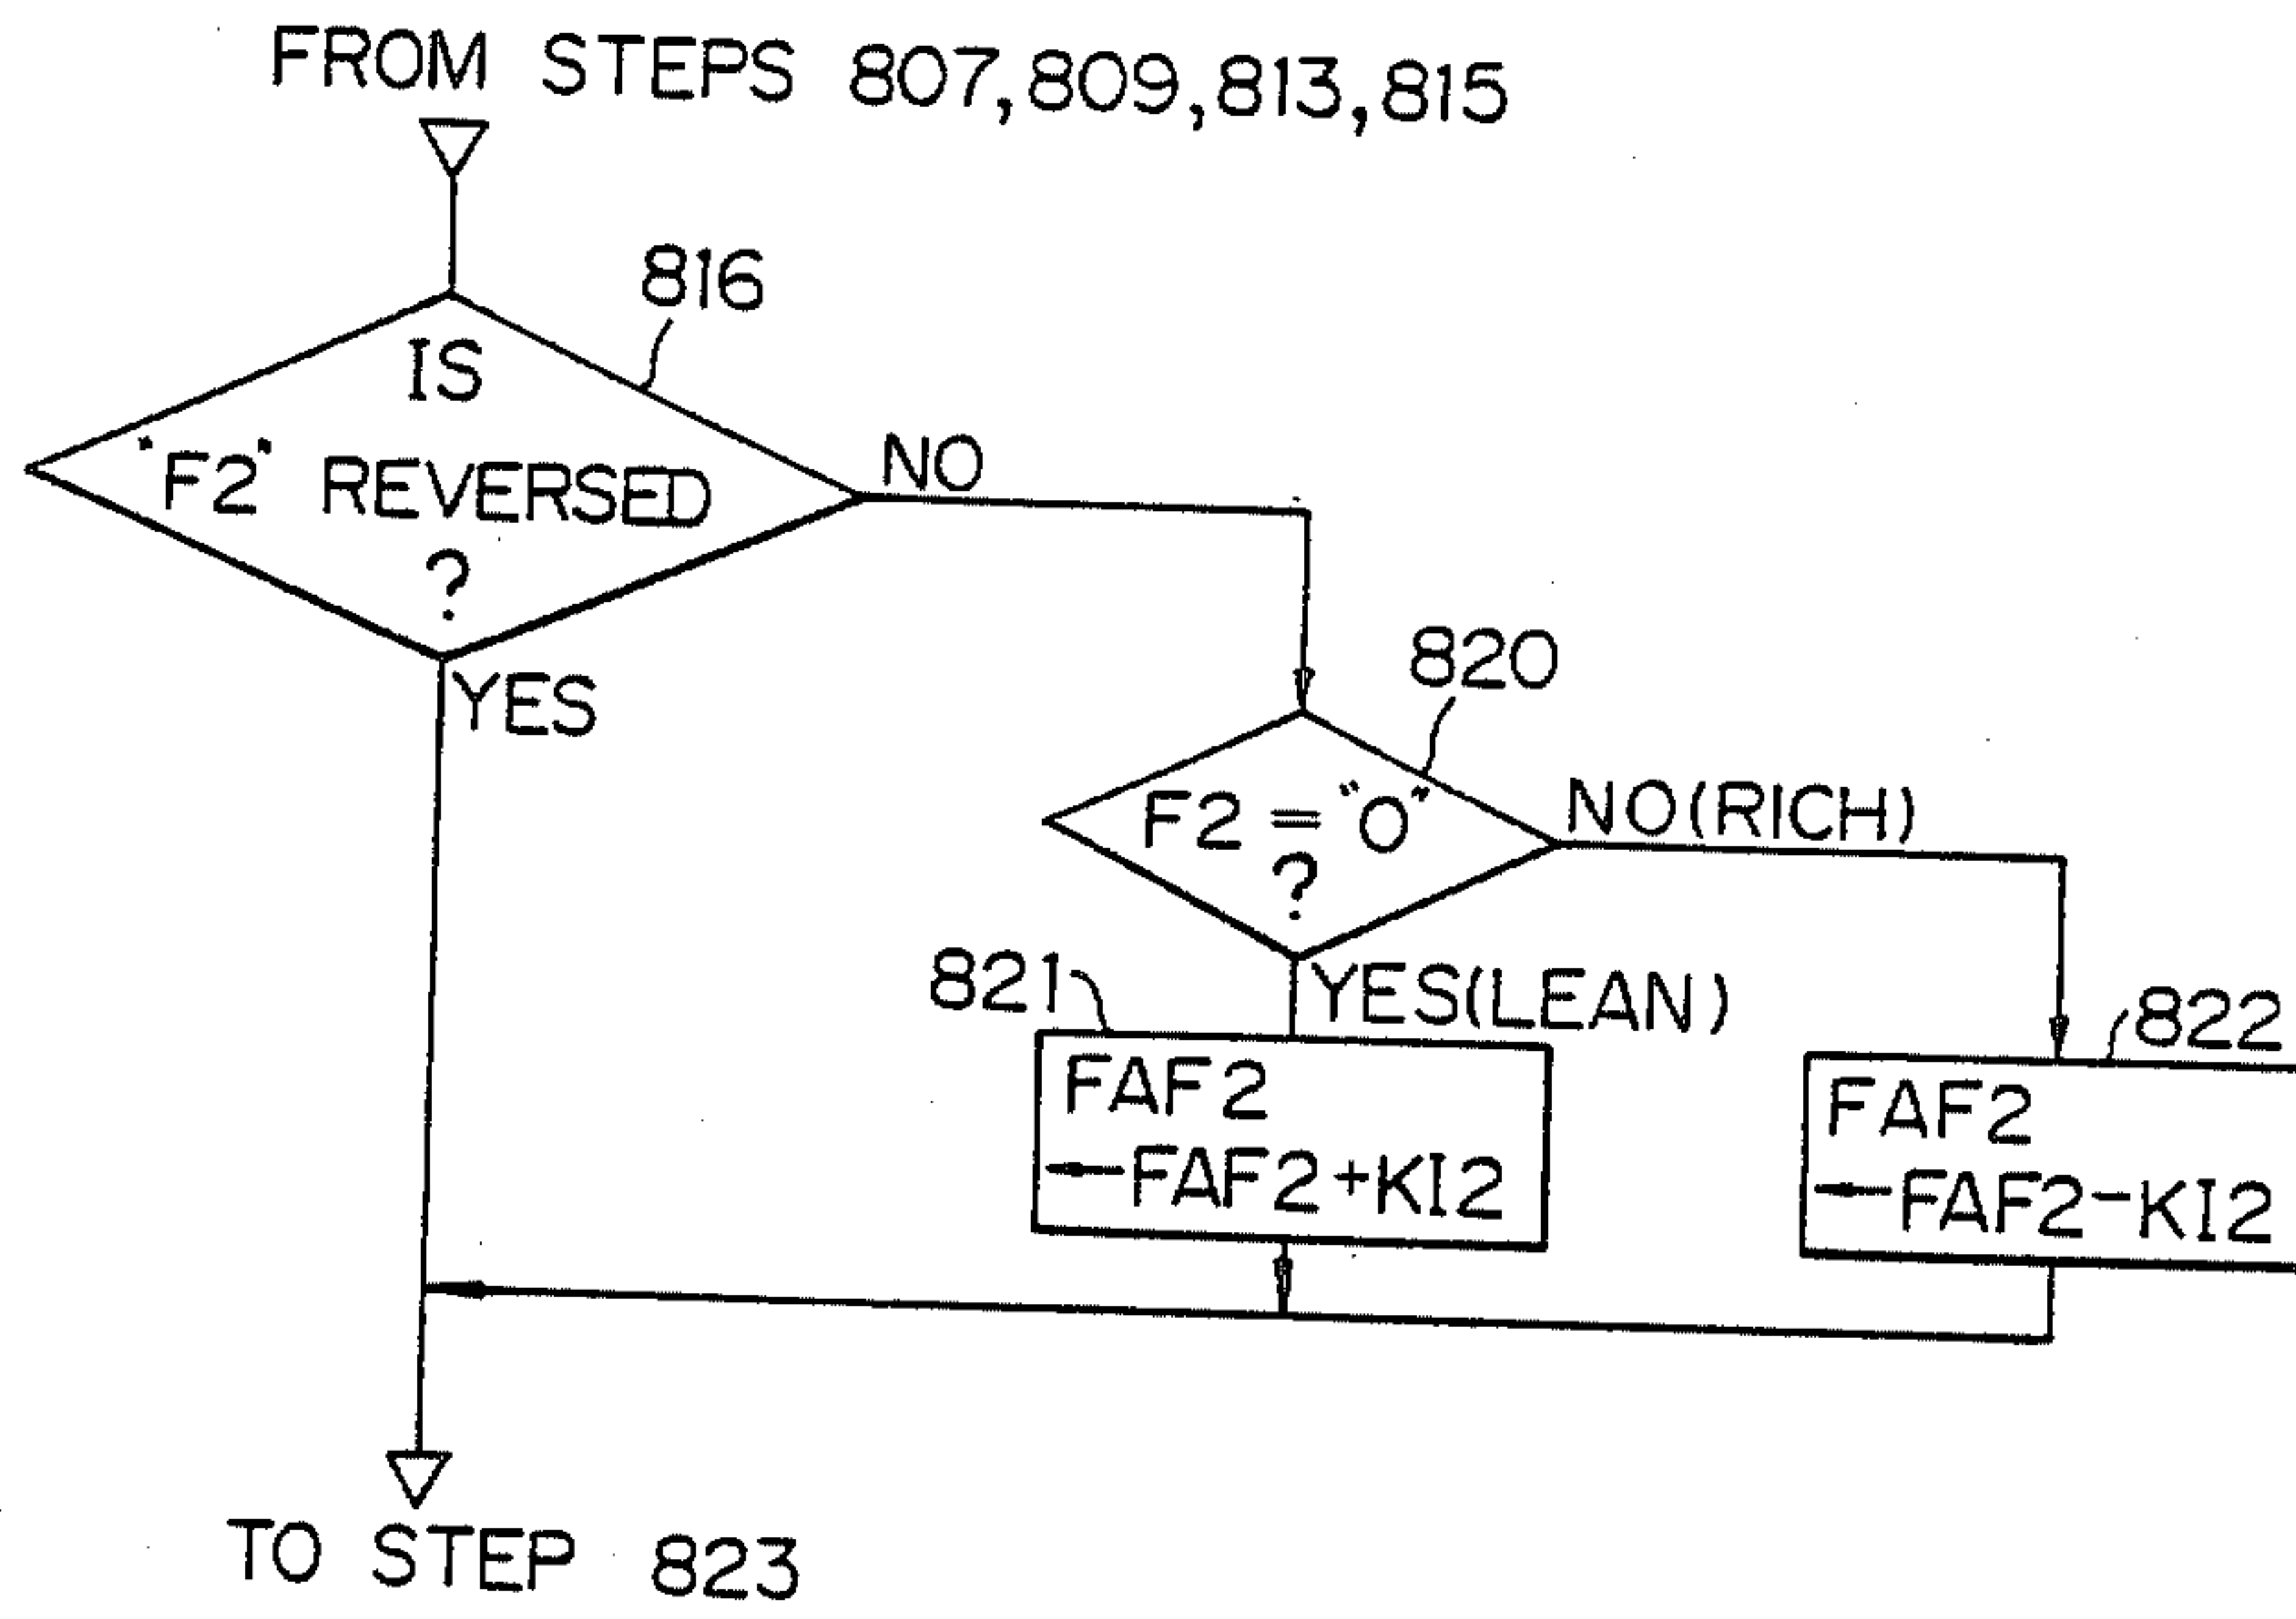 FROM STEPS 807,809,813,815
816
IS
"F2" REVERSED
?
NO
YES
820
F2="0"
?
NO(RICH)
YES(LEAN)
821
FAF2
←FAF2+KI2
822
FAF2
←FAF2-KI2
TO STEP 823